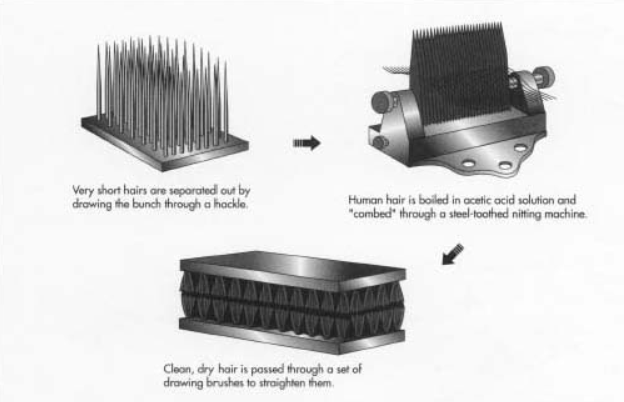 Very short hairs are separated out by
drawing the bunch through a hackle.
Human hair is boiled in acetic acid solution and
"combed" through a steel-toothed nitting machine.
Clean, dry hair is passed through a set of
drawing brushes to straighten them.